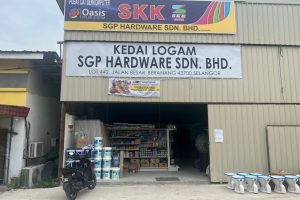 Oasis
SKK
SGP HARDWARE SDN. BHD.
KEDAI LOGAM
SGP HARDWARE SDN. BHD.
LOT 442, JALAN BESAR, BERANANG 43700, SELANGOR